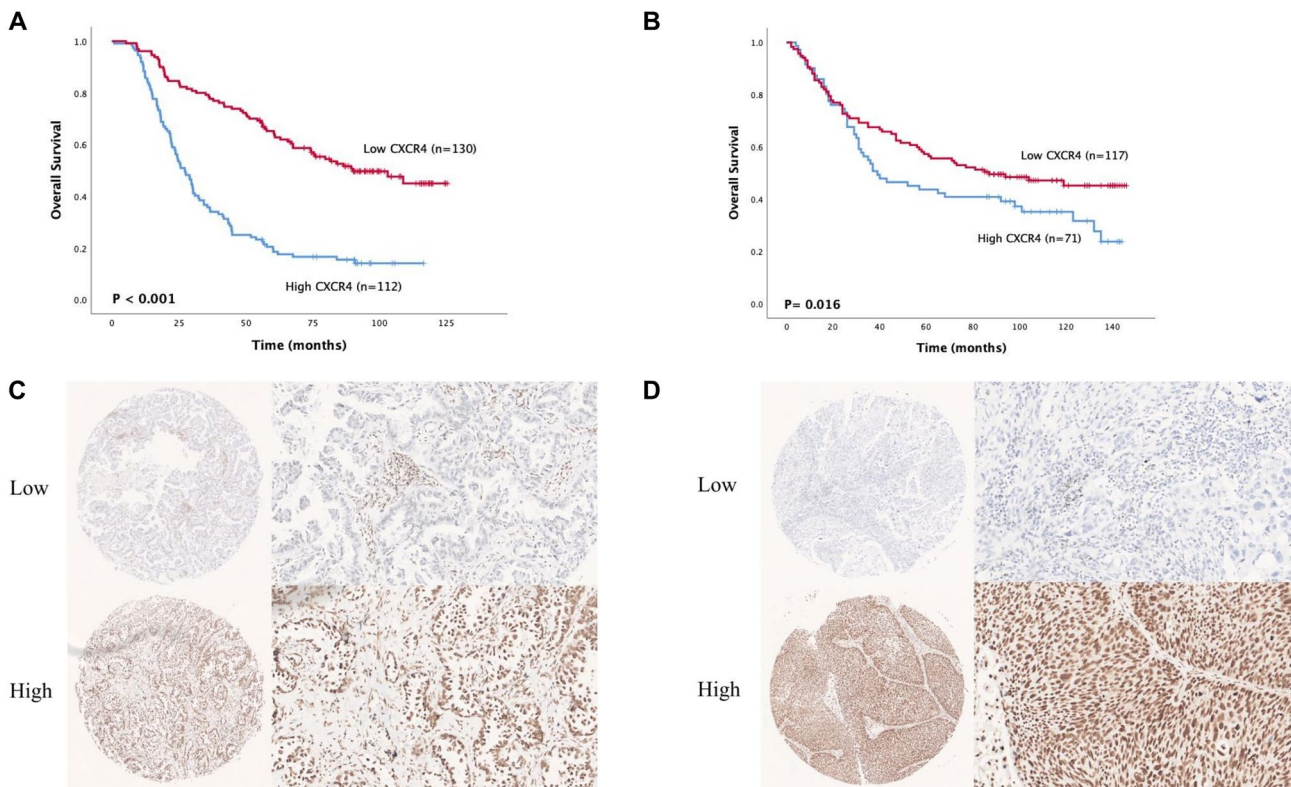 A
1.0
0.8
0.6
0.4
0.2
0.0
Overall Survival
Low CXCR4 (n=130)
High CXCR4 (n=112)
P < 0.001
0 25 50 75 100 125
Time (months)
B
1.0
0.8
0.6
0.4
0.2
0.0
Overall Survival
Low CXCR4 (n=117)
High CXCR4 (n=71)
P= 0.016
0 20 40 60 80 100 120 140
Time (months)
C
Low
High
D
Low
High